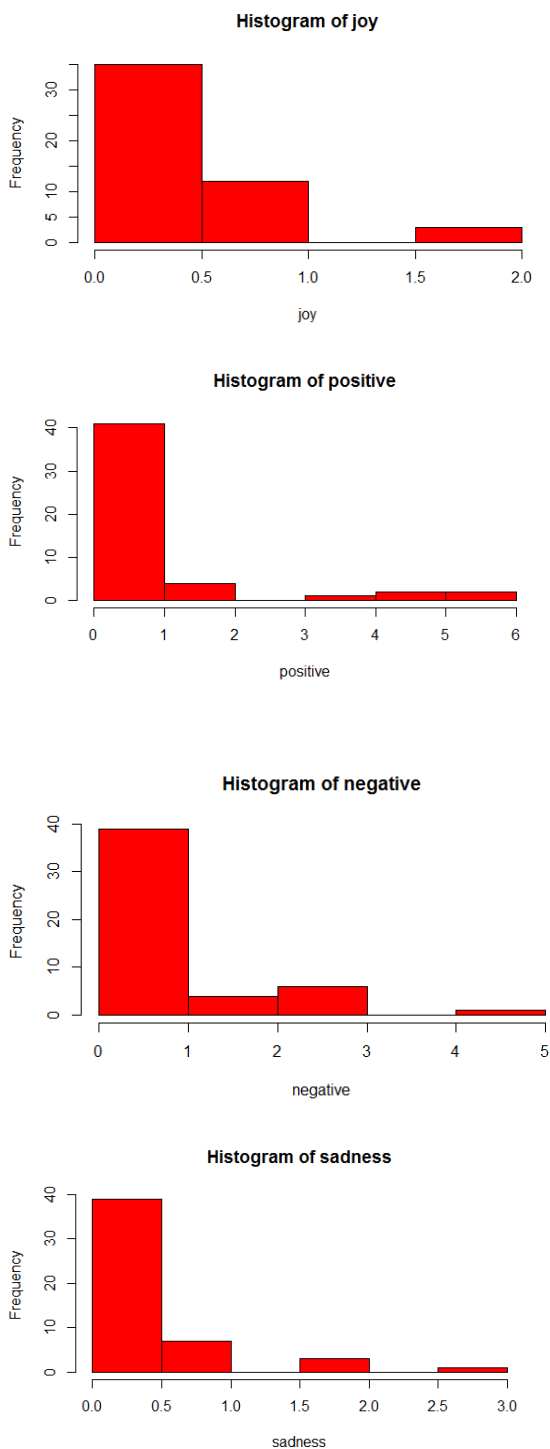 Histogram of joy
Frequency
0 5 10 20 30
0.0 0.5 1.0 1.5 2.0
joy
Histogram of positive
Frequency
0 10 20 30 40
0 1 2 3 4 5 6
positive
Histogram of negative
Frequency
0 10 20 30 40
0 1 2 3 4 5
negative
Histogram of sadness
Frequency
0 10 20 30 40
0.0 0.5 1.0 1.5 2.0 2.5 3.0
sadness